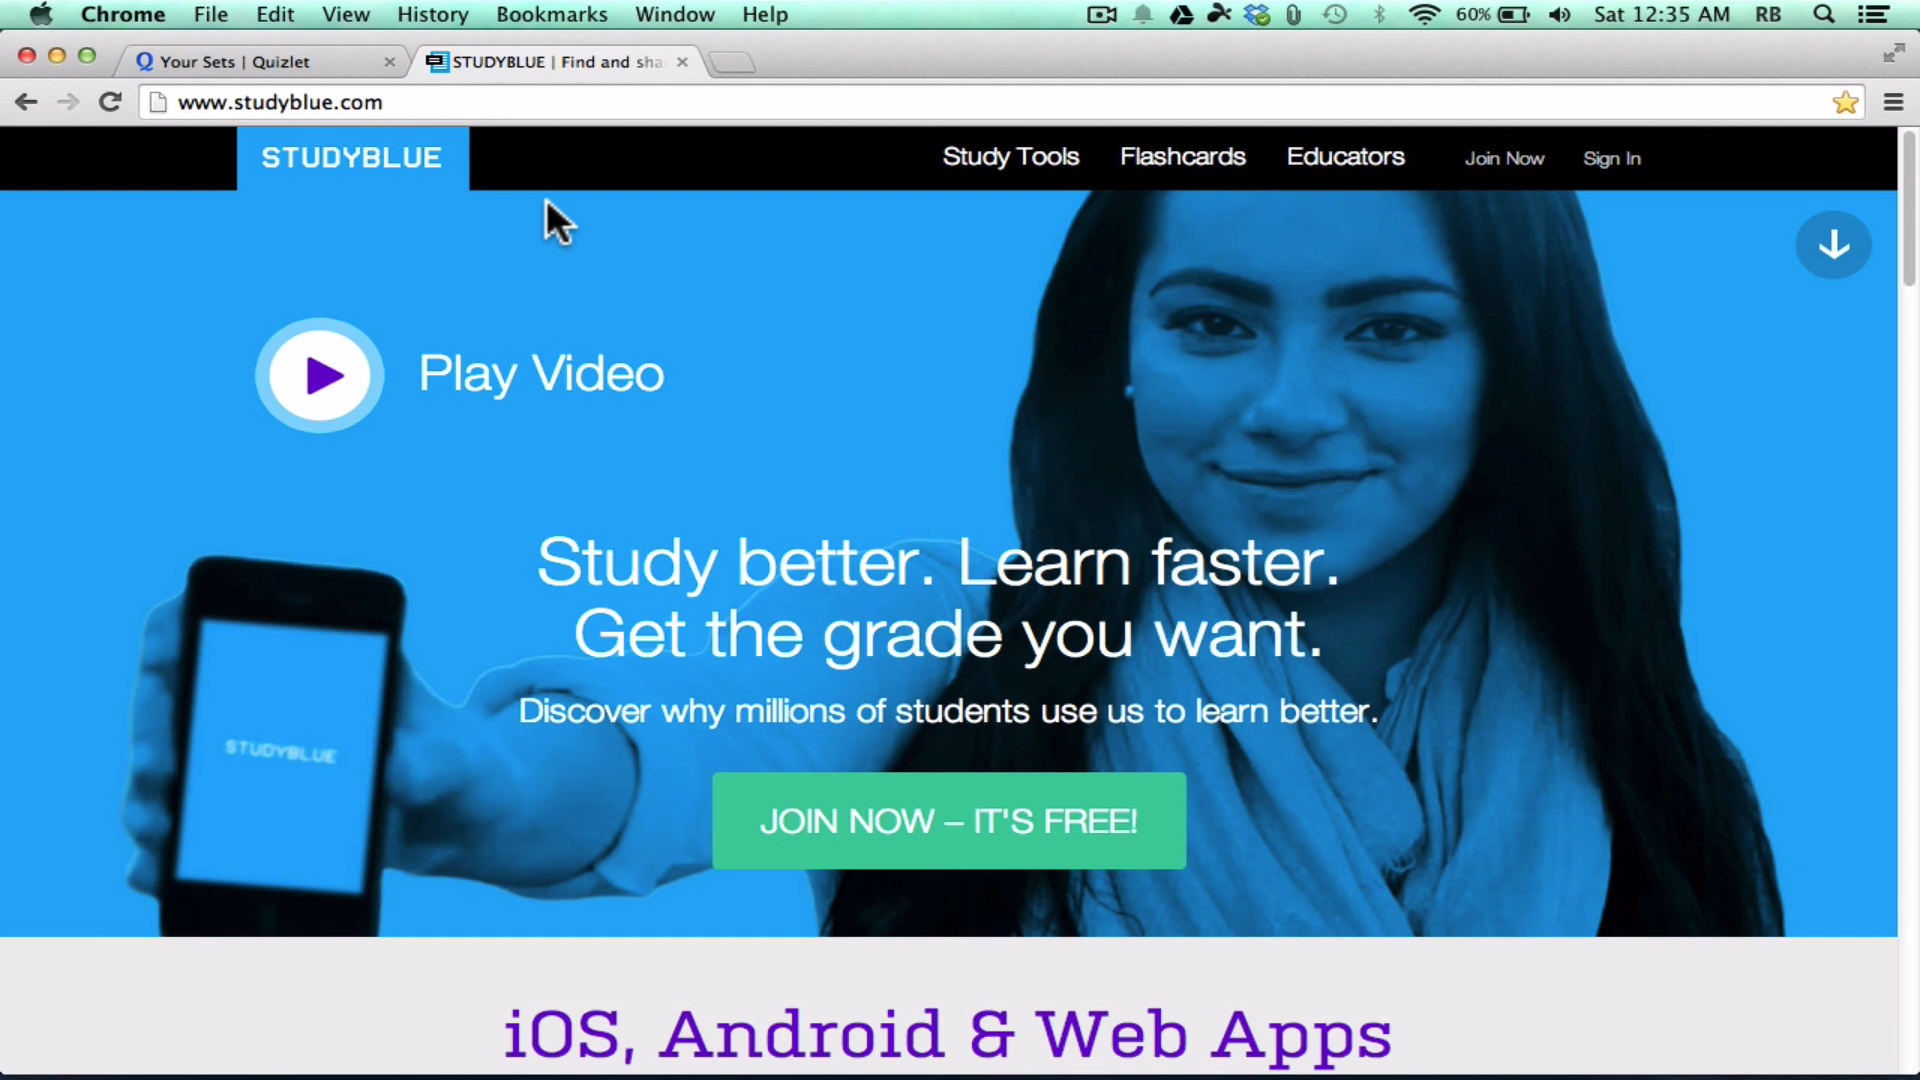 Chrome File Edit View History Bookmarks Window Help 60% Sat 12:35 AM RB
Your Sets | Quizlet
STUDYBLUE | Find and sha
www.studyblue.com
STUDYBLUE Study Tools Flashcards Educators Join Now Sign In
Play Video
Study better. Learn faster.
Get the grade you want.
Discover why millions of students use us to learn better.
STUDYBLUE
JOIN NOW – IT'S FREE!
iOS, Android & Web Apps